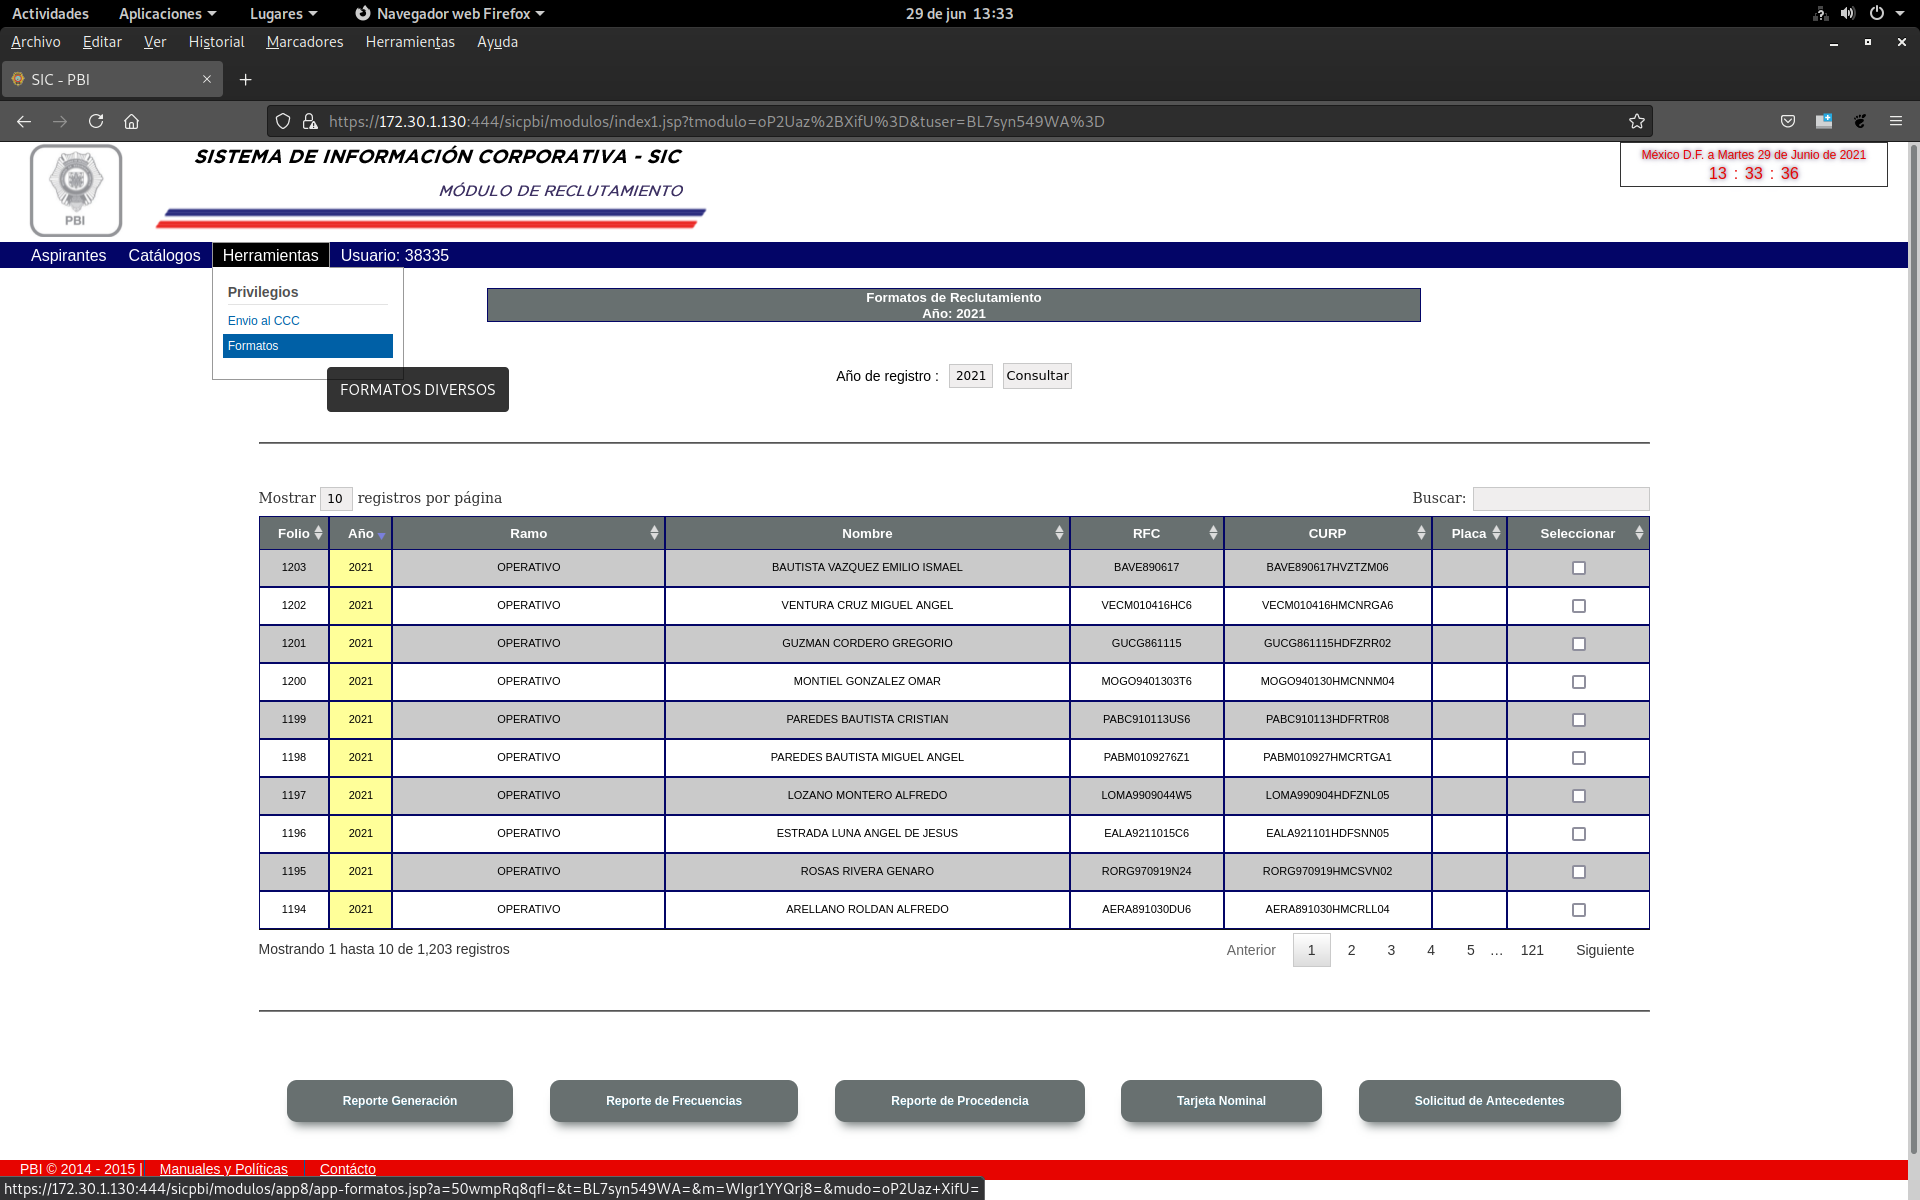 Actividades Aplicaciones Lugares Navegador web Firefox 29 de jun 13:33
Archivo Editar Ver Historial Marcadores Herramientas Ayuda
SIC - PBI
https://172.30.1.130:444/sicpbi/modulos/index1.jsp?tmodulo=oP2Uaz%2BXifU%3D&tuser=BL7syn549WA%3D
PBI
SISTEMA DE INFORMACIÓN CORPORATIVA - SIC
MÓDULO DE RECLUTAMIENTO
México D.F. a Martes 29 de Junio de 2021
13 : 33 : 36
Aspirantes Catálogos Herramientas Usuario: 38335
Privilegios
Envio al CCC
Formatos
FORMATOS DIVERSOS
Formatos de Reclutamiento
Año: 2021
Año de registro : 2021 Consultar
Mostrar 10 registros por página Buscar:
Folio Año Ramo Nombre RFC CURP Placa Seleccionar
1203 2021 OPERATIVO BAUTISTA VAZQUEZ EMILIO ISMAEL BAVE890617 BAVE890617HVZTZM06
1202 2021 OPERATIVO VENTURA CRUZ MIGUEL ANGEL VECM010416HC6 VECM010416HMCNRGA6
1201 2021 OPERATIVO GUZMAN CORDERO GREGORIO GUCG861115 GUCG861115HDFZRR02
1200 2021 OPERATIVO MONTIEL GONZALEZ OMAR MOGO9401303T6 MOGO940130HMCNNM04
1199 2021 OPERATIVO PAREDES BAUTISTA CRISTIAN PABC910113US6 PABC910113HDFRTR08
1198 2021 OPERATIVO PAREDES BAUTISTA MIGUEL ANGEL PABM0109276Z1 PABM010927HMCRTGA1
1197 2021 OPERATIVO LOZANO MONTERO ALFREDO LOMA9909044W5 LOMA990904HDFZNL05
1196 2021 OPERATIVO ESTRADA LUNA ANGEL DE JESUS EALA9211015C6 EALA921101HDFSNN05
1195 2021 OPERATIVO ROSAS RIVERA GENARO RORG970919N24 RORG970919HMCSVN02
1194 2021 OPERATIVO ARELLANO ROLDAN ALFREDO AERA891030DU6 AERA891030HMCRLL04
Mostrando 1 hasta 10 de 1,203 registros Anterior 1 2 3 4 5 … 121 Siguiente
Reporte Generación Reporte de Frecuencias Reporte de Procedencia Tarjeta Nominal Solicitud de Antecedentes
PBI © 2014 - 2015 | Manuales y Políticas Contácto
https://172.30.1.130:444/sicpbi/modulos/app8/app-formatos.jsp?a=50wmpRq8qfI=&t=BL7syn549WA=&m=WIgr1YYQrj8=&mudo=oP2Uaz+XifU=